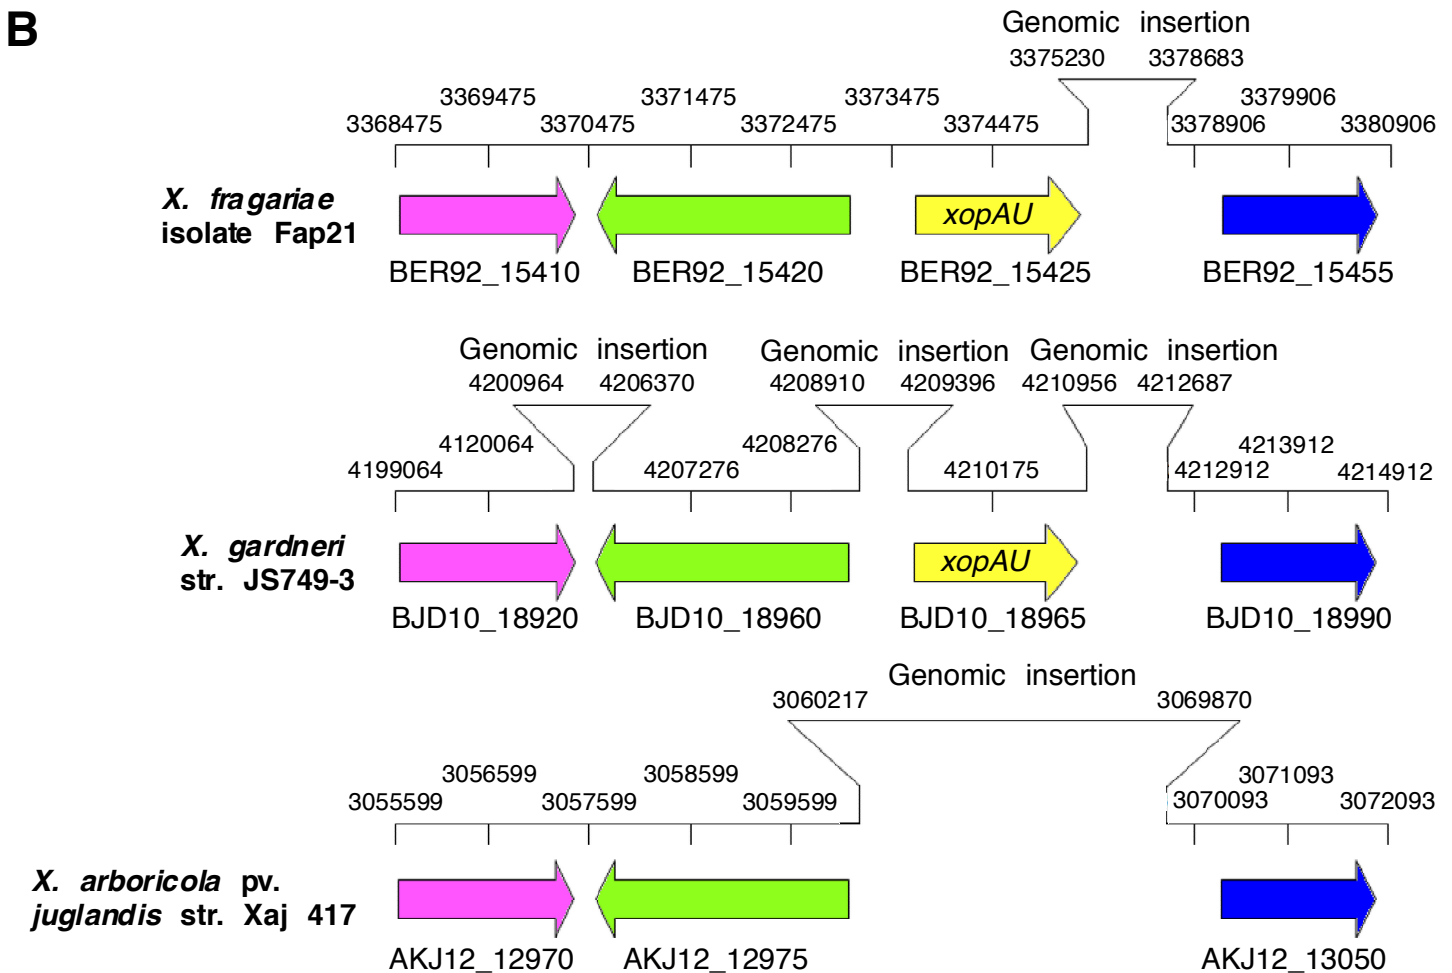 B
Genomic insertion
3375230 3378683
3369475 3371475 3373475 3379906
3368475 3370475 3372475 3374475 3378906 3380906
X. fragariae
isolate Fap21
xopAU
BER92_15410 BER92_15420 BER92_15425 BER92_15455
Genomic insertion Genomic insertion Genomic insertion
4200964 4206370 4208910 4209396 4210956 4212687
4120064 4208276 4213912
4199064 4207276 4210175 4212912 4214912
X. gardneri
str. JS749-3
xopAU
BJD10_18920 BJD10_18960 BJD10_18965 BJD10_18990
Genomic insertion
3060217 3069870
3056599 3058599 3071093
3055599 3057599 3059599 3070093 3072093
X. arboricola pv.
juglandis str. Xaj 417
AKJ12_12970 AKJ12_12975 AKJ12_13050